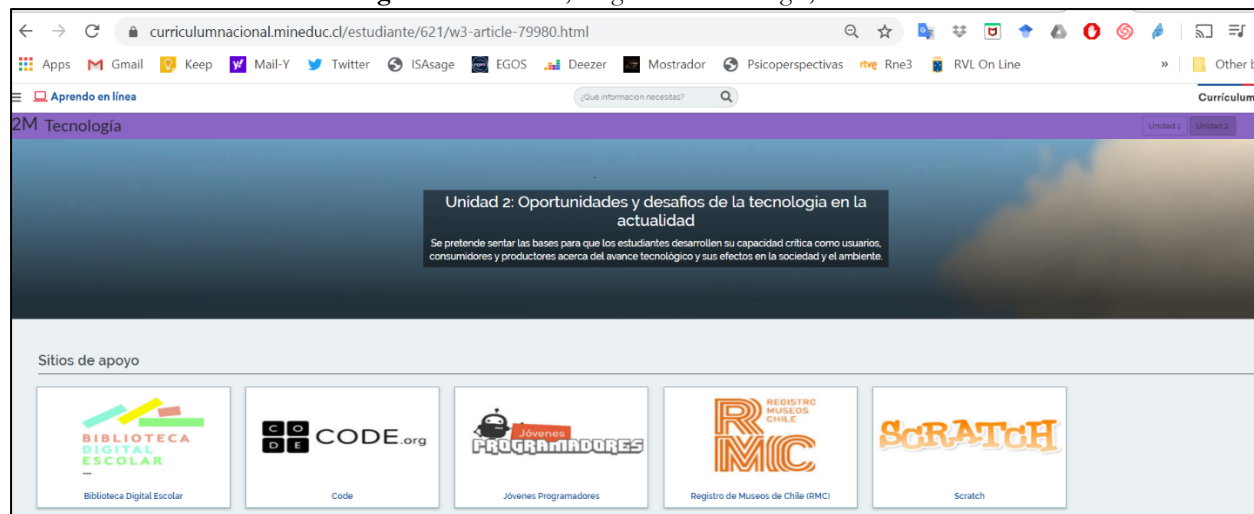 curriculumnacional.mineduc.cl/estudiante/621/w3-article-79980.html
Apps Gmail Keep Mail-Y Twitter ISAsage EGOS Deezer Mostrador Psicoperspectivas rtve Rne3 RVL On Line » Other b
Aprendo en línea ¿Qué información necesitas? Currículum
2M Tecnología Unidad 1 Unidad 2
Unidad 2: Oportunidades y desafios de la tecnologia en la
actualidad
Se pretende sentar las bases para que los estudiantes desarrollen su capacidad crítica como usuarios,
consumidores y productores acerca del avance tecnológico y sus efectos en la sociedad y el ambiente.
Sitios de apoyo
BIBLIOTECA
DIGITAL
ESCOLAR
Biblioteca Digital Escolar
CO
DE
CODE.org
Code
Jóvenes
PROGRAMADORES
Jóvenes Programadores
REGISTRO
MUSEOS
CHILE
RMC
Registro de Museos de Chile (RMC)
SCRATCH
Scratch